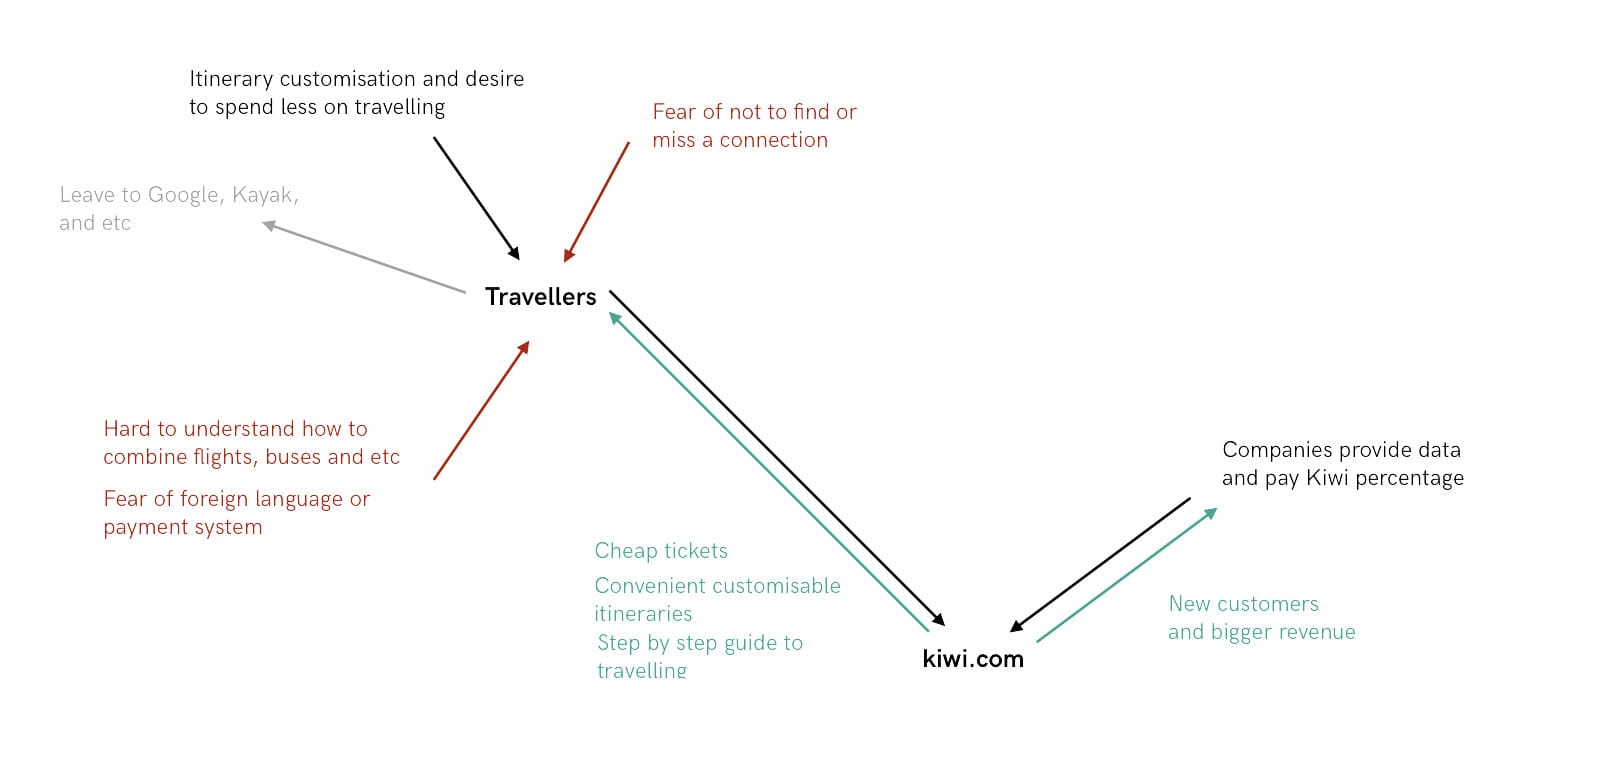 Itinerary customisation and desire
to spend less on travelling
Fear of not to find or
miss a connection
Leave to Google, Kayak,
and etc
Travellers
Hard to understand how to
combine flights, buses and etc
Fear of foreign language or
payment system
Companies provide data
and pay Kiwi percentage
Cheap tickets
Convenient customisable
itineraries
Step by step guide to
travelling
New customers
and bigger revenue
kiwi.com